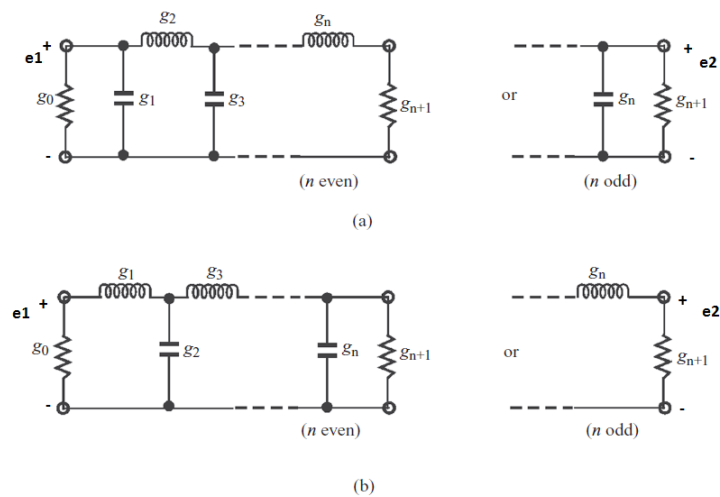 g2 gn
+ + e2
e1
g0 g1 g3 gn+1 or gn gn+1
- -
(n even) (n odd)
(a)
g1 g3 gn
e1 + + e2
g0 g2 gn gn+1 or gn+1
- -
(n even) (n odd)
(b)